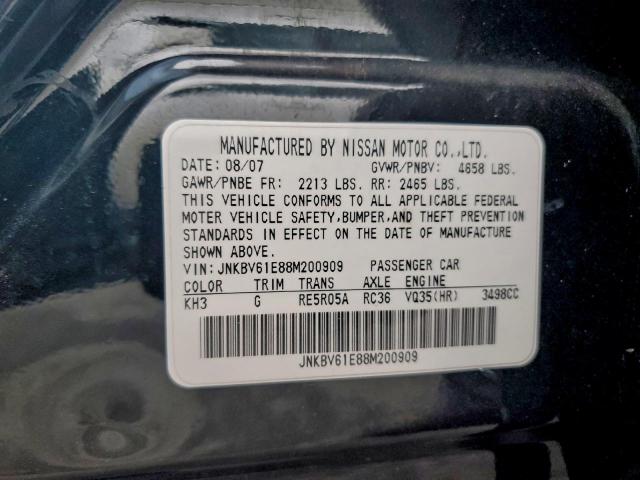 MANUFACTURED BY NISSAN MOTOR CO.,LTD.
DATE: 08/07 GVWR/PNBV: 4658 LBS.
GAWR/PNBE FR: 2213 LBS. RR: 2465 LBS.
THIS VEHICLE CONFORMS TO ALL APPLICABLE FEDERAL
MOTER VEHICLE SAFETY,BUMPER,AND THEFT PREVENTION
STANDARDS IN EFFECT ON THE DATE OF MANUFACTURE
SHOWN ABOVE.
VIN: JNKBV61E88M200909 PASSENGER CAR
COLOR TRIM TRANS AXLE ENGINE
KH3 G RE5R05A RC36 VQ35(HR) 3498CC
JNKBV61E88M200909